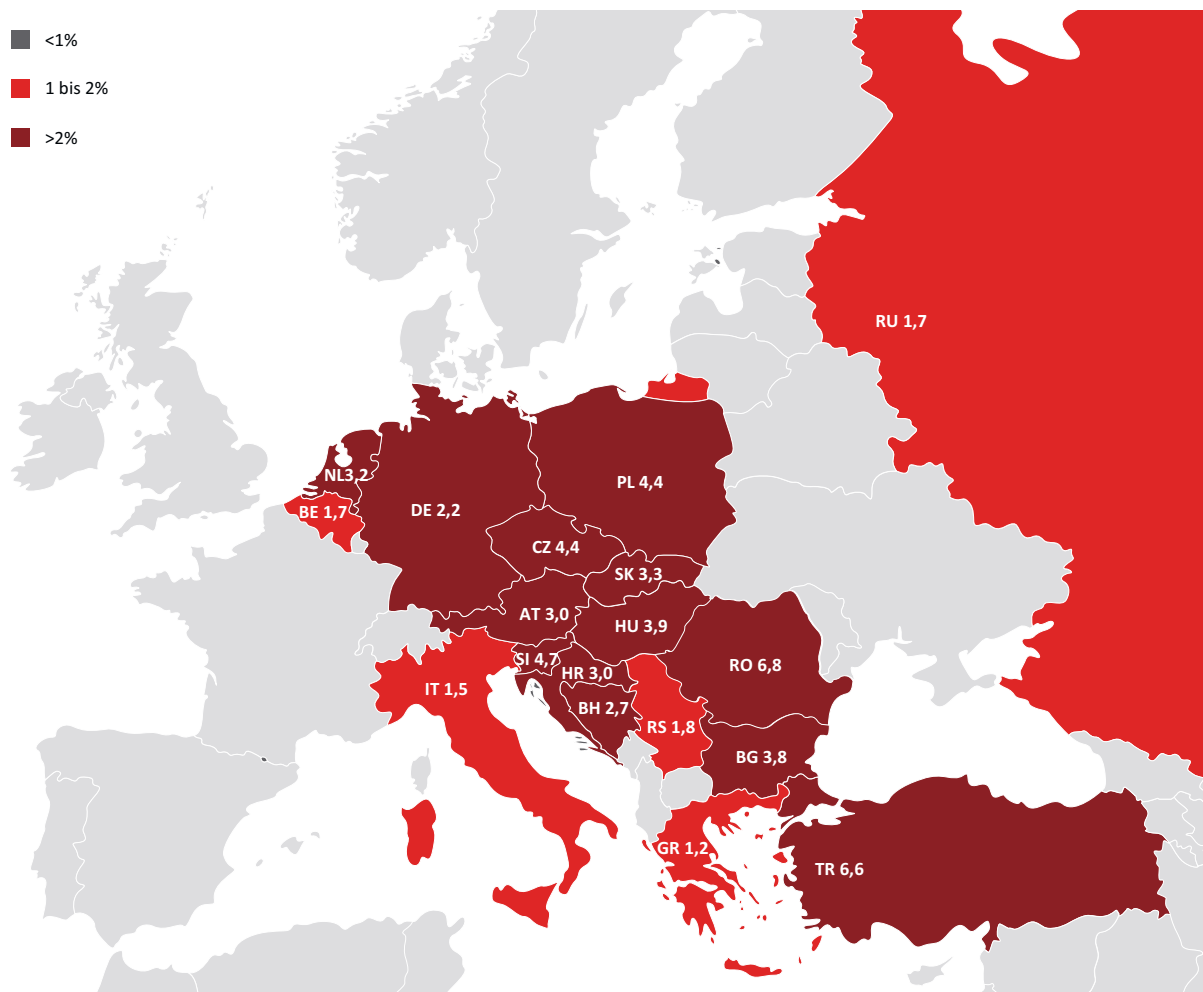 <1%
1 bis 2%
>2%
RU 1,7
NL3,2
PL 4,4
BE 1,7
DE 2,2
CZ 4,4
SK 3,3
AT 3,0
HU 3,9
SI 4,7
HR 3,0
RO 6,8
IT 1,5
BH 2,7
RS 1,8
BG 3,8
GR 1,2
TR 6,6